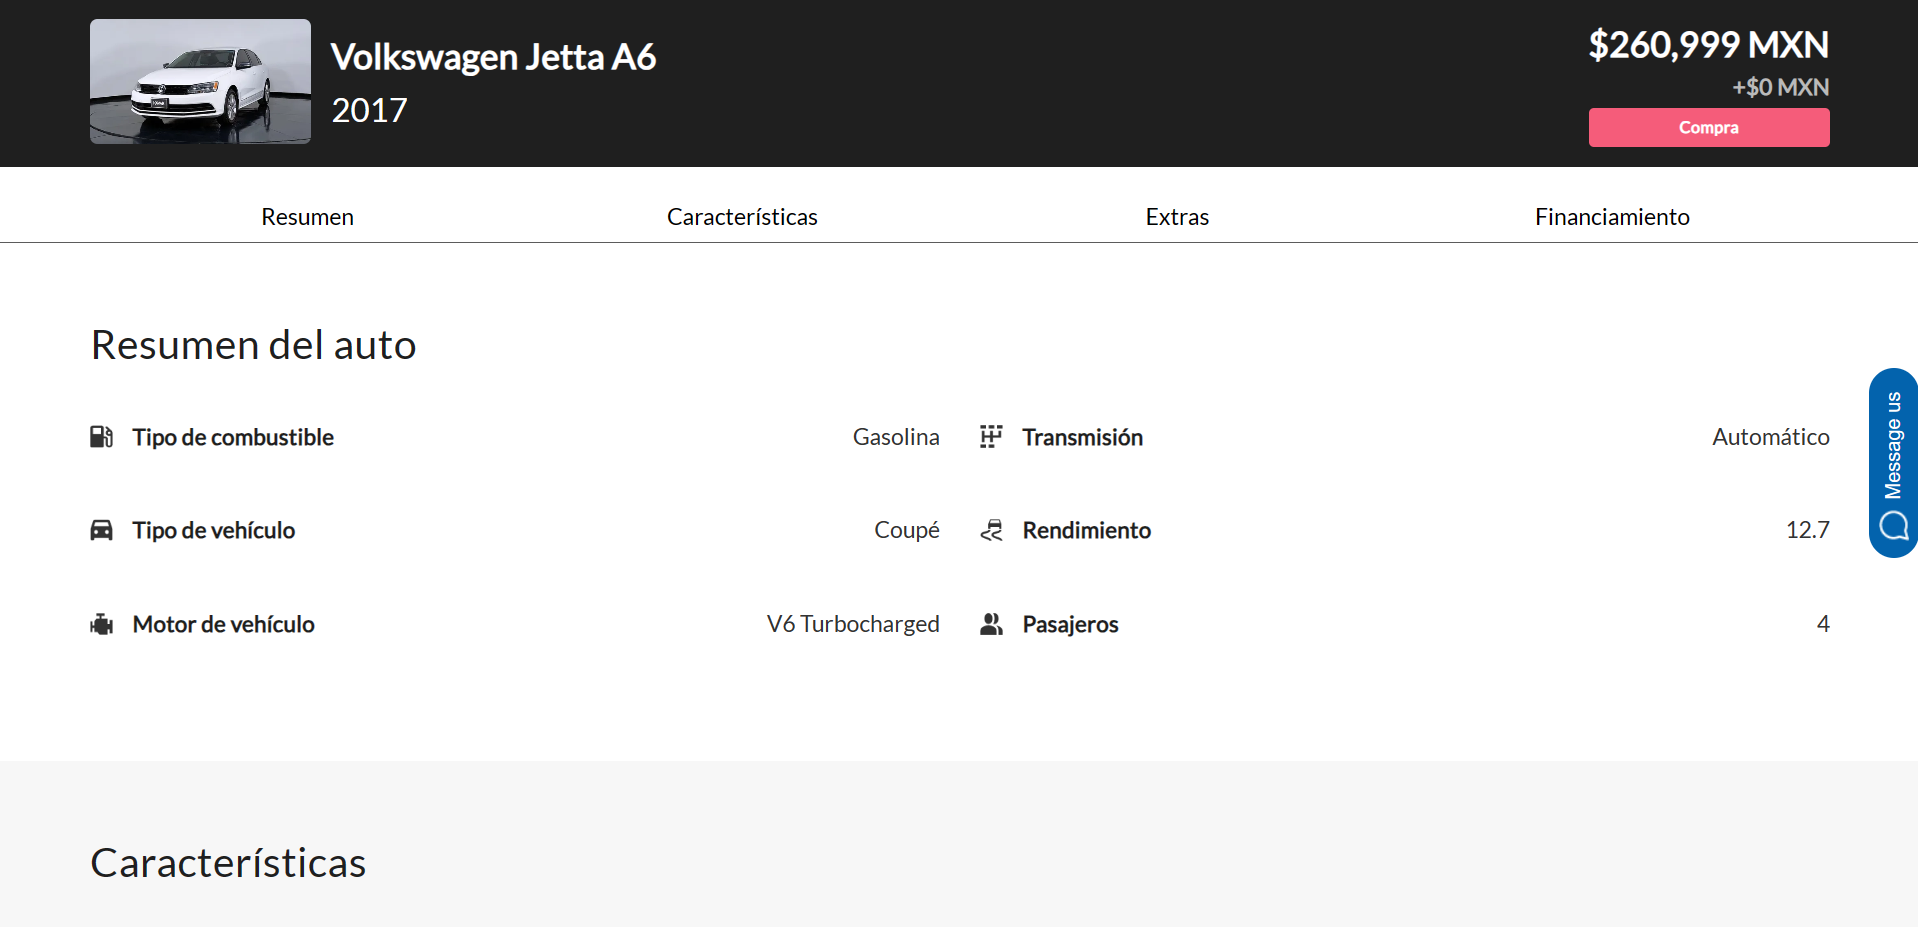 Volkswagen Jetta A6
2017
$260,999 MXN
+$0 MXN
Compra
Resumen
Características
Extras
Financiamiento
Resumen del auto
Tipo de combustible
Gasolina
Transmisión
Automático
Tipo de vehículo
Coupé
Rendimiento
12.7
Motor de vehículo
V6 Turbocharged
Pasajeros
4
Message us
Características